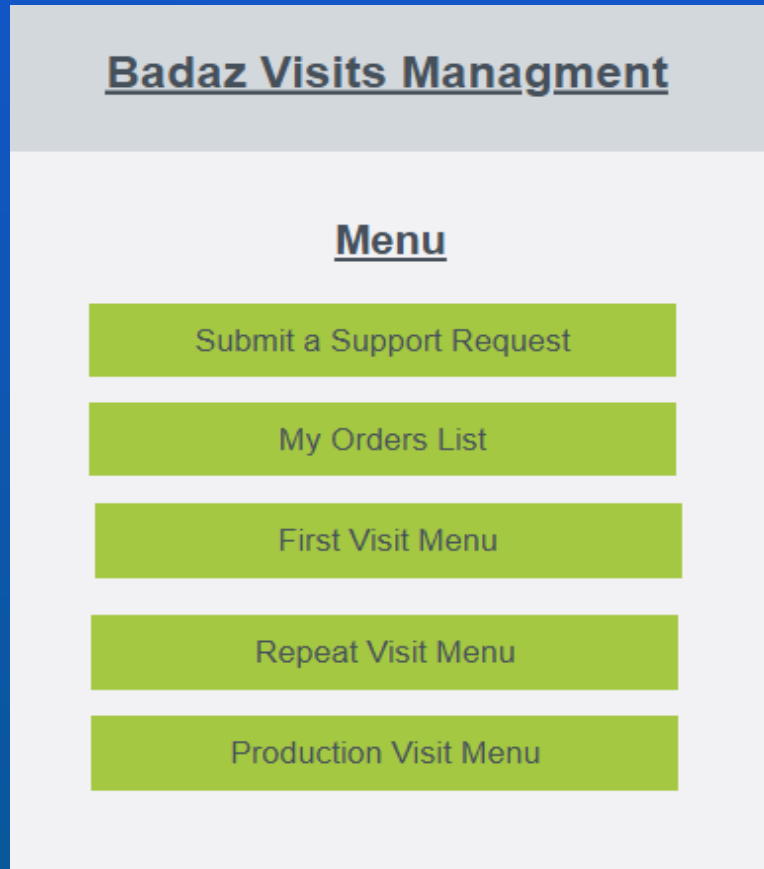 Badaz Visits Managment
Menu
Submit a Support Request
My Orders List
First Visit Menu
Repeat Visit Menu
Production Visit Menu